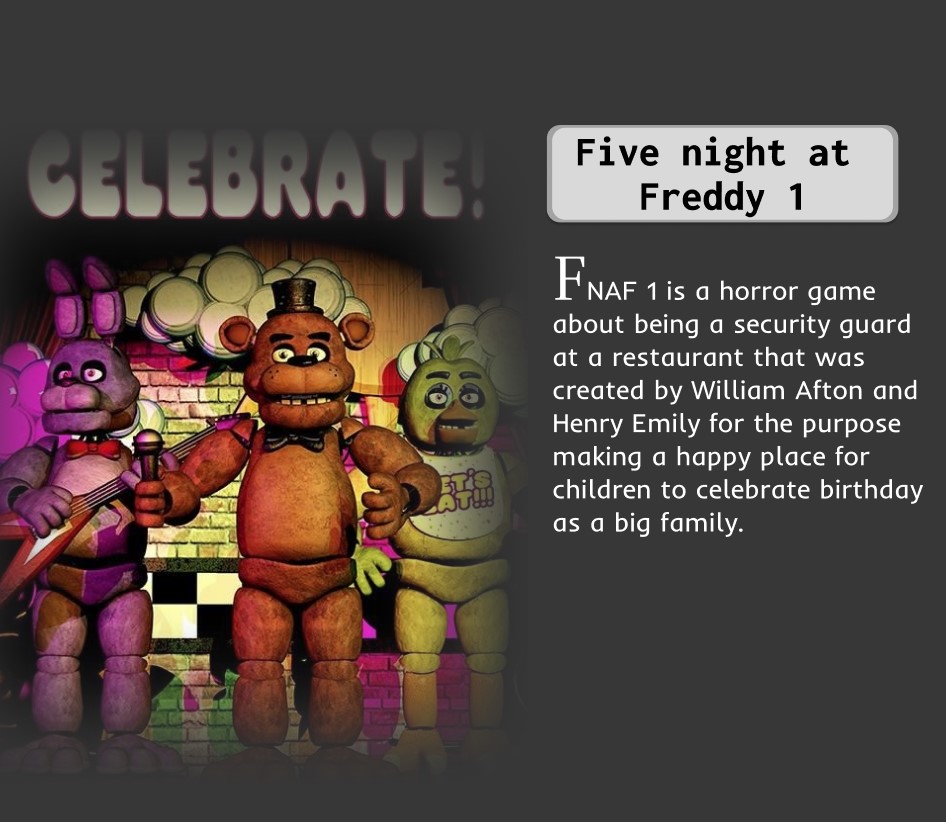 CELEBRATE!
LET'S
EAT!!!
Five night at
Freddy 1
FNAF 1 is a horror game
about being a security guard
at a restaurant that was
created by William Afton and
Henry Emily for the purpose
making a happy place for
children to celebrate birthday
as a big family.